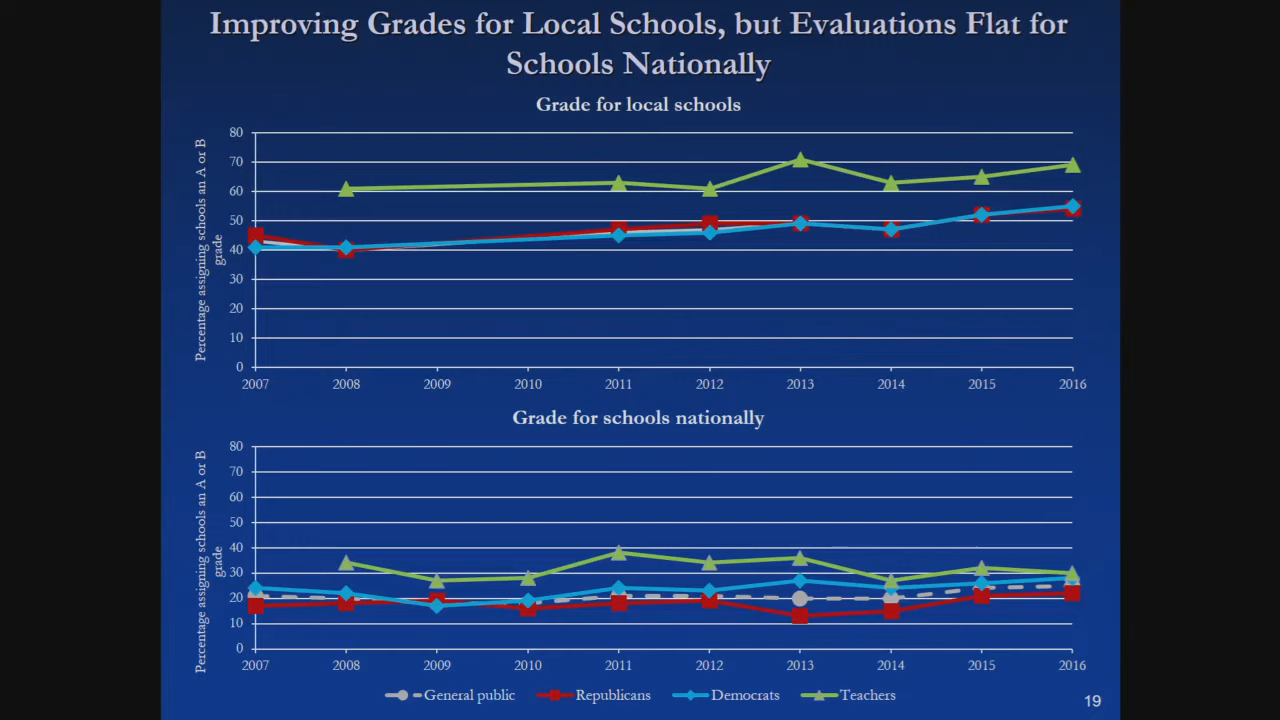 Improving Grades for Local Schools, but Evaluations Flat for
Schools Nationally
Grade for local schools
Percentage assigning schools an A or B
grade
80
70
60
50
40
30
20
10
0
2007 2008 2009 2010 2011 2012 2013 2014 2015 2016
Grade for schools nationally
Percentage assigning schools an A or B
grade
80
70
60
50
40
30
20
10
0
2007 2008 2009 2010 2011 2012 2013 2014 2015 2016
General public Republicans Democrats Teachers
19